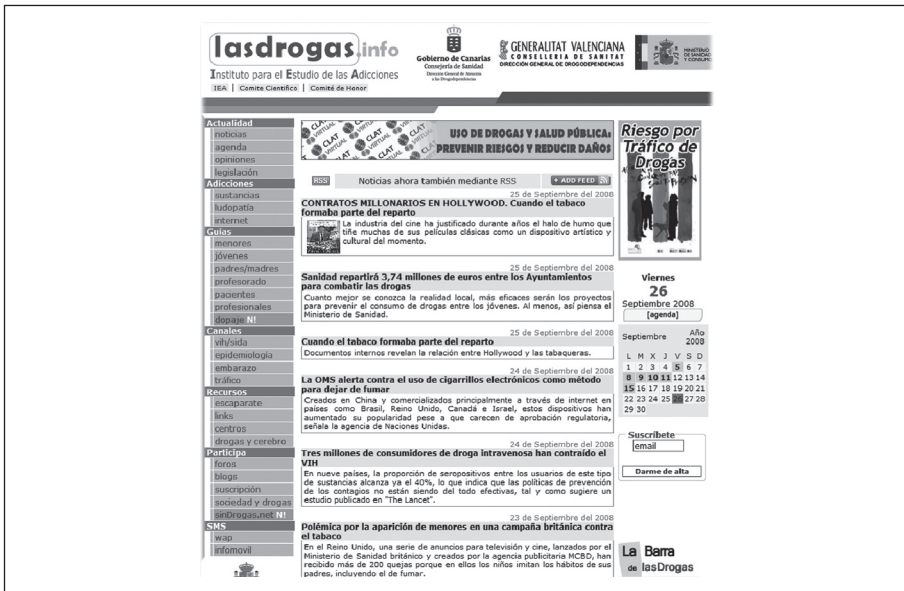 lasdrogas.info
Instituto para el Estudio de las Adicciones
IEA | Comite Cientifico | Comité de Honor
Gobierno de Canarias
Consejería de Sanidad
Dirección General de Atención
a las Drogodependencias
GENERALITAT VALENCIANA
CONSELLERIA DE SANITAT
DIRECCIÓN GENERAL DE DROGODEPENDENCIAS
MINISTERIO
DE SANIDAD
Y CONSUMO
Actualidad
noticias
agenda
opiniones
legislación
Adicciones
sustancias
ludopatía
internet
Guías
menores
jóvenes
padres/madres
profesorado
pacientes
profesionales
dopaje N!
Canales
vih/sida
epidemiología
embarazo
tráfico
Recursos
escaparate
links
centros
drogas y cerebro
Participa
foros
blogs
suscripción
sociedad y drogas
sinDrogas.net N!
SMS
wap
infomovil
CLAT
VIRTUAL
USO DE DROGAS Y SALUD PÚBLICA:
PREVENIR RIESGOS Y REDUCIR DAÑOS
RSS Noticias ahora también mediante RSS + ADD FEED
25 de Septiembre del 2008
CONTRATOS MILLONARIOS EN HOLLYWOOD. Cuando el tabaco
formaba parte del reparto
La industria del cine ha justificado durante años el halo de humo que
tiñe muchas de sus películas clásicas como un dispositivo artístico y
cultural del momento.
25 de Septiembre del 2008
Sanidad repartirá 3,74 millones de euros entre los Ayuntamientos
para combatir las drogas
Cuanto mejor se conozca la realidad local, más eficaces serán los proyectos
para prevenir el consumo de drogas entre los jóvenes. Al menos, así piensa el
Ministerio de Sanidad.
25 de Septiembre del 2008
Cuando el tabaco formaba parte del reparto
Documentos internos revelan la relación entre Hollywood y las tabaqueras.
24 de Septiembre del 2008
La OMS alerta contra el uso de cigarrillos electrónicos como método
para dejar de fumar
Creados en China y comercializados principalmente a través de internet en
países como Brasil, Reino Unido, Canadá e Israel, estos dispositivos han
aumentado su popularidad pese a que carecen de aprobación regulatoria,
señala la agencia de Naciones Unidas.
24 de Septiembre del 2008
Tres millones de consumidores de droga intravenosa han contraído el
VIH
En nueve países, la proporción de seropositivos entre los usuarios de este tipo
de sustancias alcanza ya el 40%, lo que indica que las políticas de prevención
de los contagios no están siendo del todo efectivas, tal y como sugiere un
estudio publicado en "The Lancet".
23 de Septiembre del 2008
Polémica por la aparición de menores en una campaña británica contra
el tabaco
En el Reino Unido, una serie de anuncios para televisión y cine, lanzados por el
Ministerio de Sanidad británico y creados por la agencia publicitaria MCBD, han
recibido más de 200 quejas porque en ellos los niños imitan los hábitos de sus
padres, incluyendo el de fumar.
Riesgo por
Tráfico de
Drogas
Viernes
26
Septiembre 2008
[agenda]
Septiembre Año
2008
L M X J V S D
1 2 3 4 5 6 7
8 9 10 11 12 13 14
15 16 17 18 19 20 21
22 23 24 25 26 27 28
29 30
Suscríbete
email
Darme de alta
La Barra
de lasDrogas